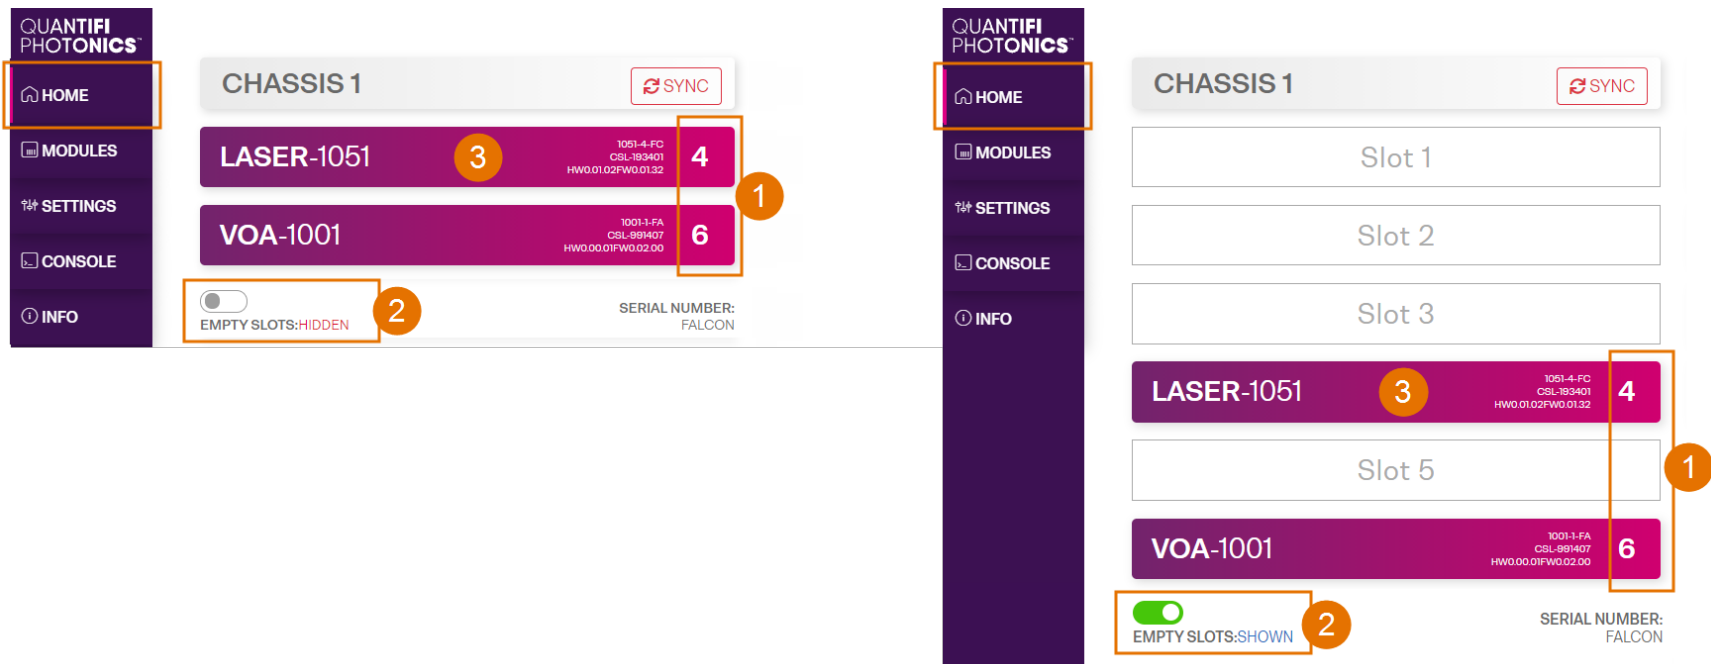 QUANTIFI
PHOTONICS™
HOME
MODULES
SETTINGS
CONSOLE
INFO
CHASSIS 1
SYNC
LASER-1051
3
1051-4-FC
CSL-193401
HW0.01.02FW0.01.32
4
1
VOA-1001
1001-1-FA
CSL-991407
HW0.00.01FW0.02.00
6
EMPTY SLOTS:HIDDEN
2
SERIAL NUMBER:
FALCON
QUANTIFI
PHOTONICS™
HOME
MODULES
SETTINGS
CONSOLE
INFO
CHASSIS 1
SYNC
Slot 1
Slot 2
Slot 3
LASER-1051
3
1051-4-FC
CSL-193401
HW0.01.02FW0.01.32
4
Slot 5
1
VOA-1001
1001-1-FA
CSL-991407
HW0.00.01FW0.02.00
6
EMPTY SLOTS:SHOWN
2
SERIAL NUMBER:
FALCON